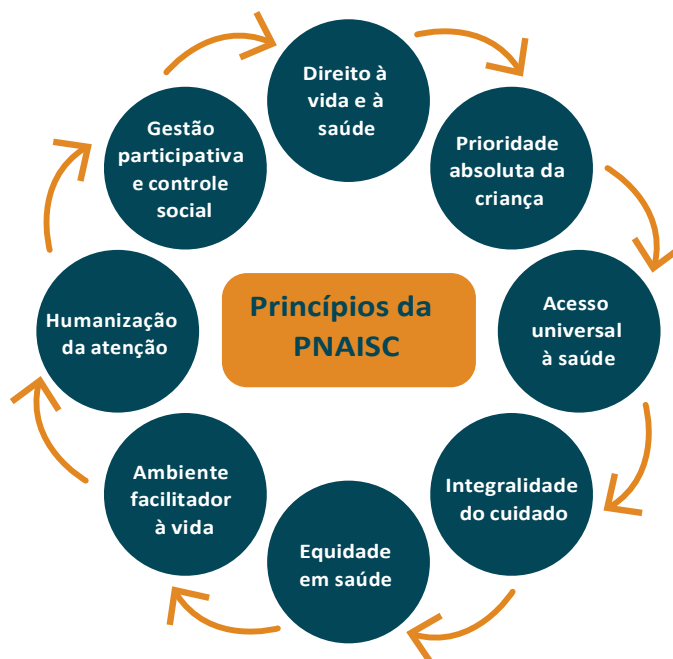 Direito à
vida e à
saúde
Prioridade
absoluta da
criança
Acesso
universal
à saúde
Integralidade
do cuidado
Equidade
em saúde
Ambiente
facilitador
à vida
Humanização
da atenção
Gestão
participativa
e controle
social
Princípios da
PNAISC